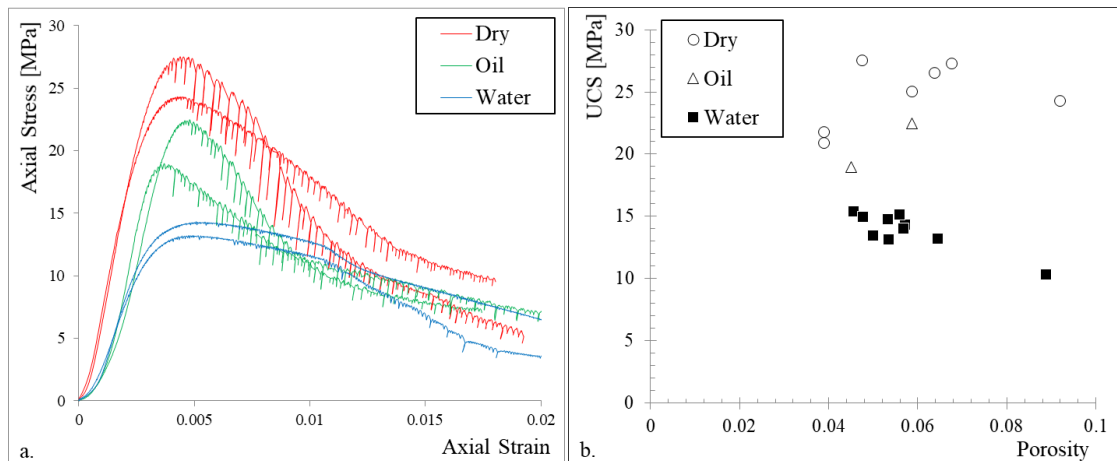 Axial Stress [MPa]
30
25
20
15
10
5
0
0
0.005
0.01
0.015
0.02
Axial Strain
Dry
Oil
Water
a.
UCS [MPa]
30
25
20
15
10
5
0
0
0.02
0.04
0.06
0.08
0.1
Porosity
Dry
Oil
Water
b.